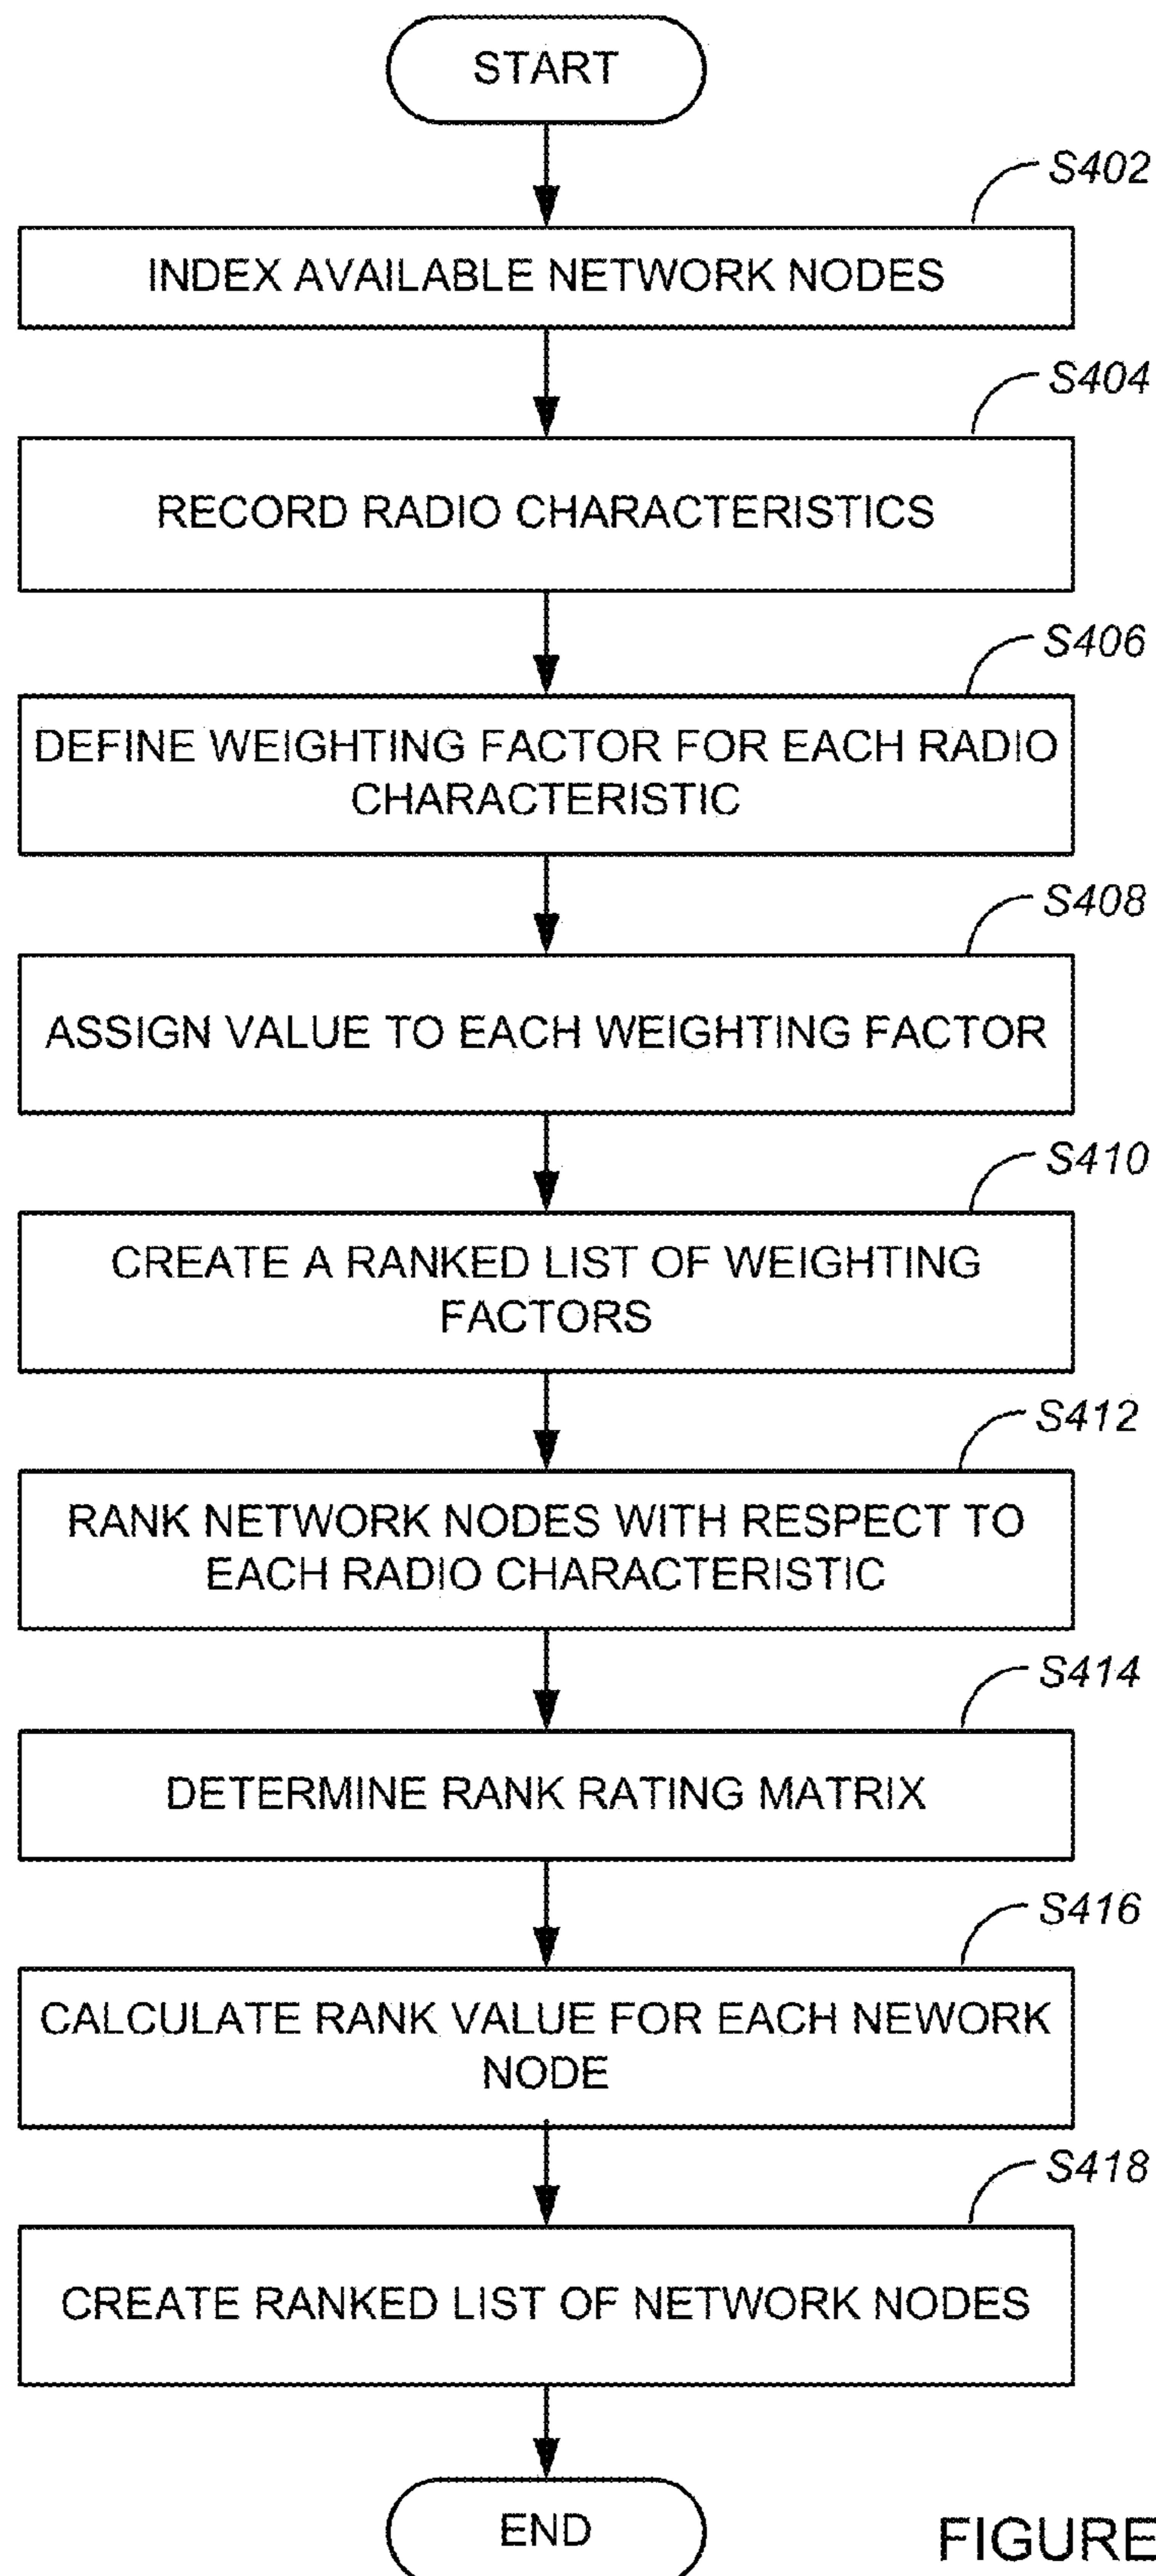 START
S402
INDEX AVAILABLE NETWORK NODES
S404
RECORD RADIO CHARACTERISTICS
S406
DEFINE WEIGHTING FACTOR FOR EACH RADIO
CHARACTERISTIC
S408
ASSIGN VALUE TO EACH WEIGHTING FACTOR
S410
CREATE A RANKED LIST OF WEIGHTING
FACTORS
S412
RANK NETWORK NODES WITH RESPECT TO
EACH RADIO CHARACTERISTIC
S414
DETERMINE RANK RATING MATRIX
S416
CALCULATE RANK VALUE FOR EACH NEWORK
NODE
S418
CREATE RANKED LIST OF NETWORK NODES
END
FIGURE